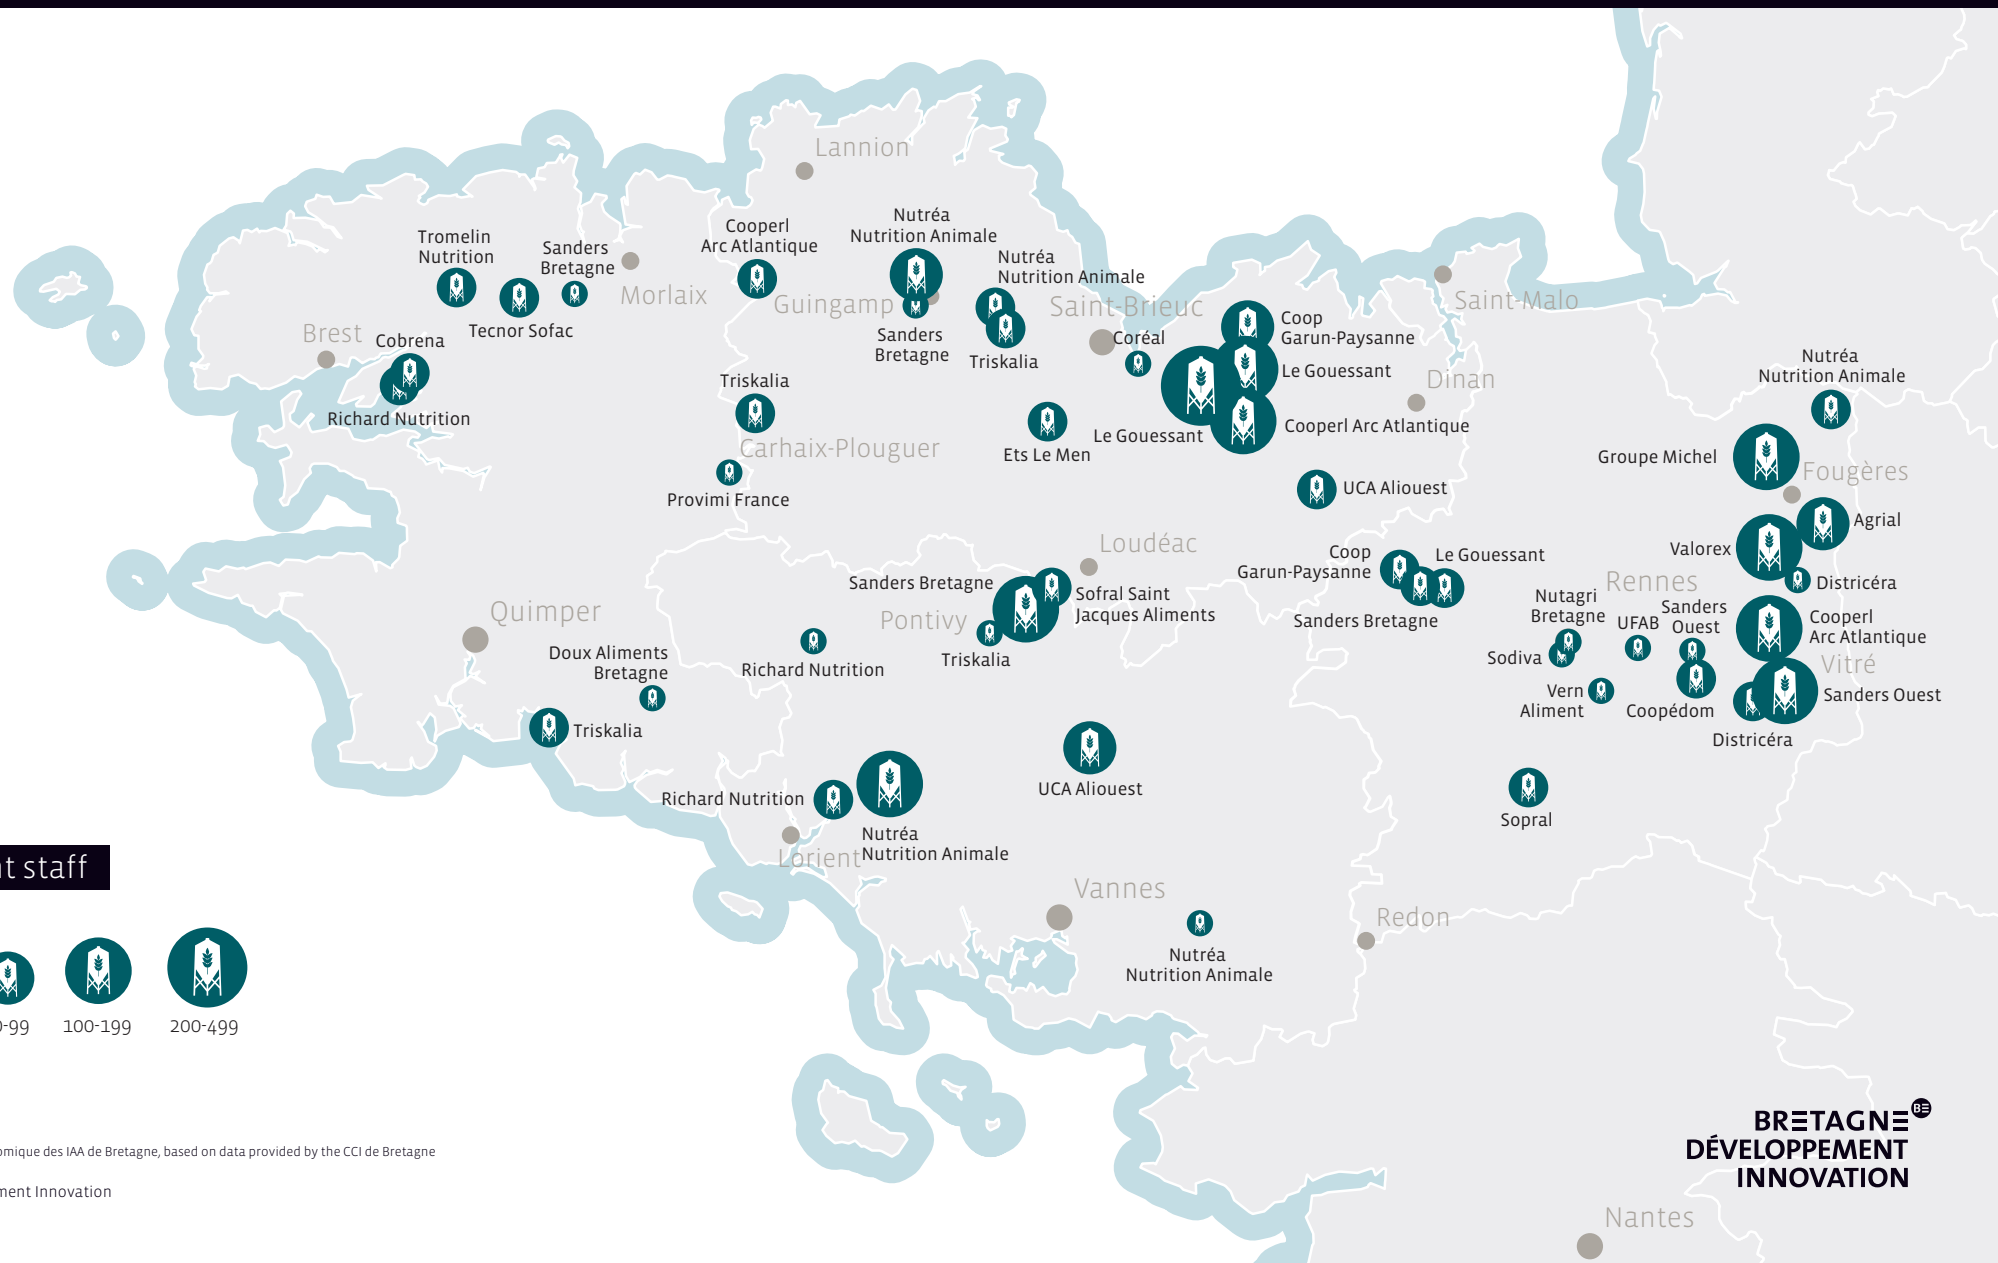 Lannion
Nutréa
Nutrition Animale
Cooperl
Arc Atlantique
Tromelin
Nutrition
Sanders
Bretagne
Nutréa
Nutrition Animale
Morlaix
Guingamp
Saint-Brieuc
Saint-Malo
Tecnor Sofac
Brest
Cobrena
Sanders
Bretagne
Triskalia
Coréal
Coop
Garun-Paysanne
Le Gouessant
Dinan
Nutréa
Nutrition Animale
Triskalia
Richard Nutrition
Carhaix-Plouguer
Ets Le Men
Le Gouessant
Cooperl Arc Atlantique
Groupe Michel
Fougères
Provimi France
UCA Aliouest
Agrial
Loudéac
Valorex
Coop
Garun-Paysanne
Le Gouessant
Sanders Bretagne
Sofral Saint
Jacques Aliments
Rennes
Districéra
Nutagri
Bretagne
UFAB
Sanders
Ouest
Cooperl
Arc Atlantique
Quimper
Pontivy
Sanders Bretagne
Triskalia
Doux Aliments
Bretagne
Richard Nutrition
Sodiva
Vitré
Vern
Aliment
Coopédom
Sanders Ouest
Triskalia
Districéra
UCA Aliouest
Richard Nutrition
Sopral
Nutréa
Nutrition Animale
Lorient
nt staff
Vannes
Redon
Nutréa
Nutrition Animale
0-99
100-199
200-499
BRETAGNE BE
DÉVELOPPEMENT
INNOVATION
omique des IAA de Bretagne, based on data provided by the CCI de Bretagne
ment Innovation
Nantes